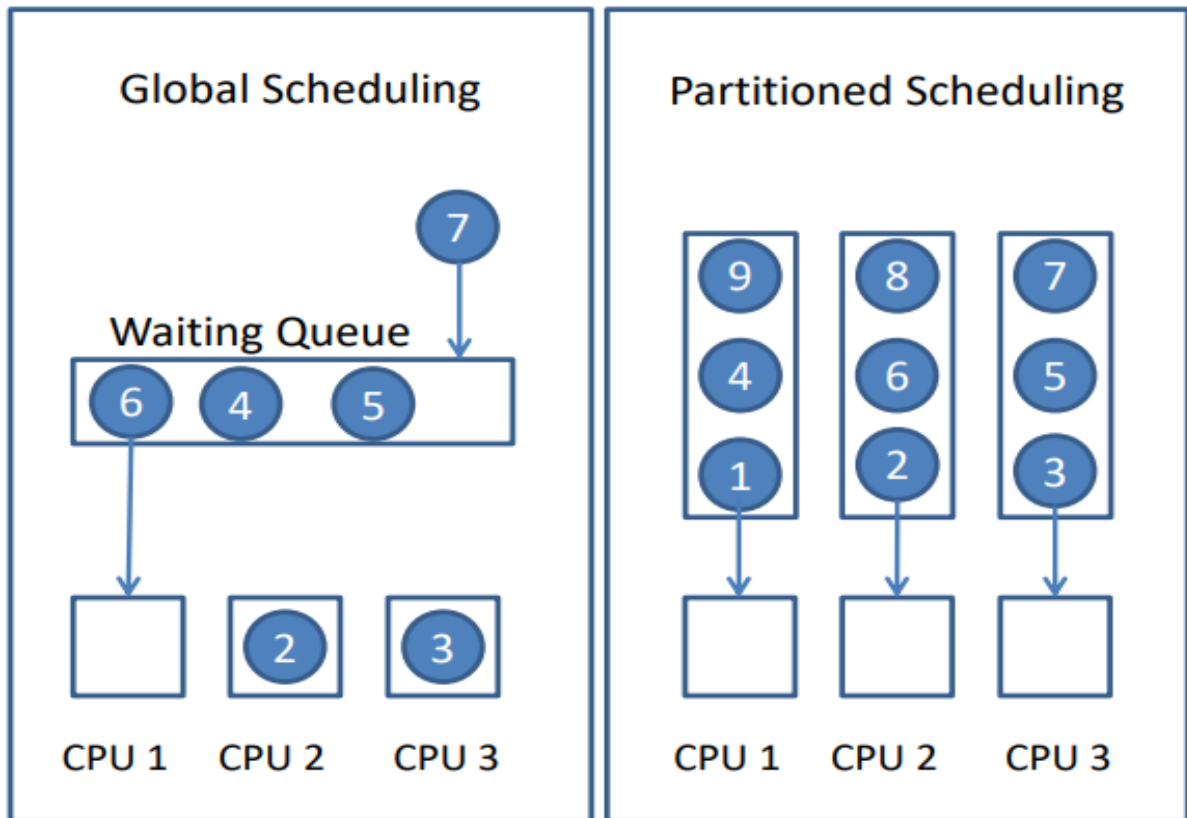 Global Scheduling
7
Waiting Queue
6 4 5
2 3
CPU 1 CPU 2 CPU 3
Partitioned Scheduling
9 8 7
4 6 5
1 2 3
CPU 1 CPU 2 CPU 3